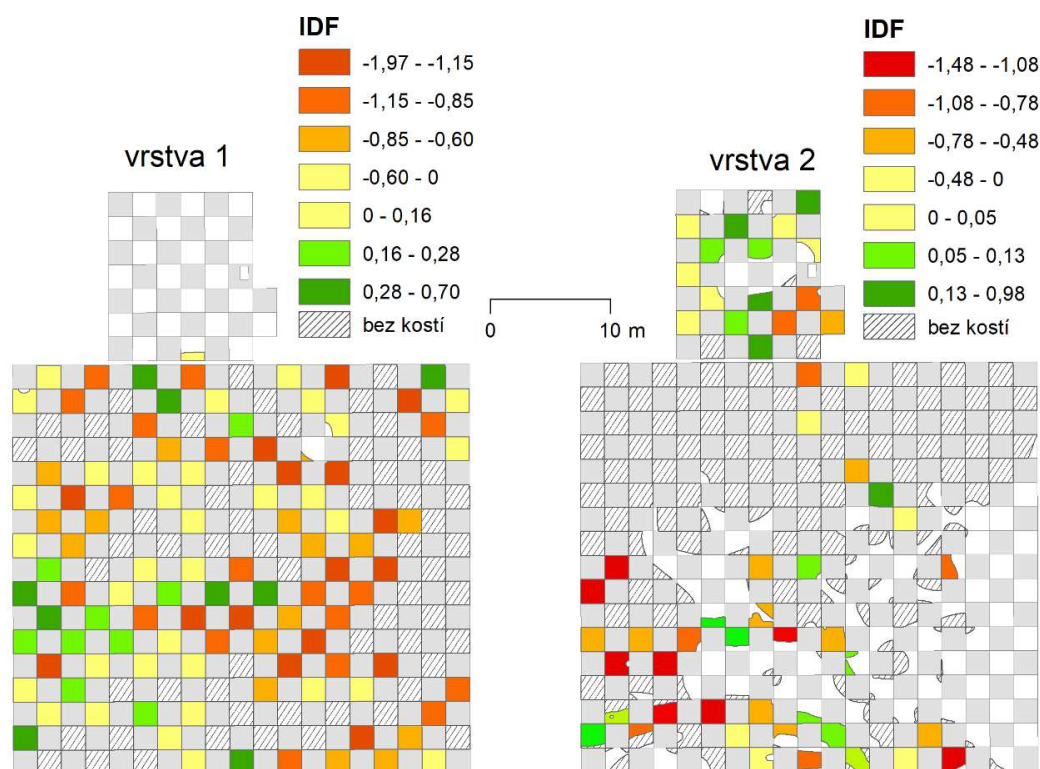 IDF
-1,97 - -1,15
-1,15 - -0,85
-0,85 - -0,60
-0,60 - 0
0 - 0,16
0,16 - 0,28
0,28 - 0,70
bez kostí
vrstva 1
IDF
-1,48 - -1,08
-1,08 - -0,78
-0,78 - -0,48
-0,48 - 0
0 - 0,05
0,05 - 0,13
0,13 - 0,98
bez kostí
vrstva 2
0 10 m